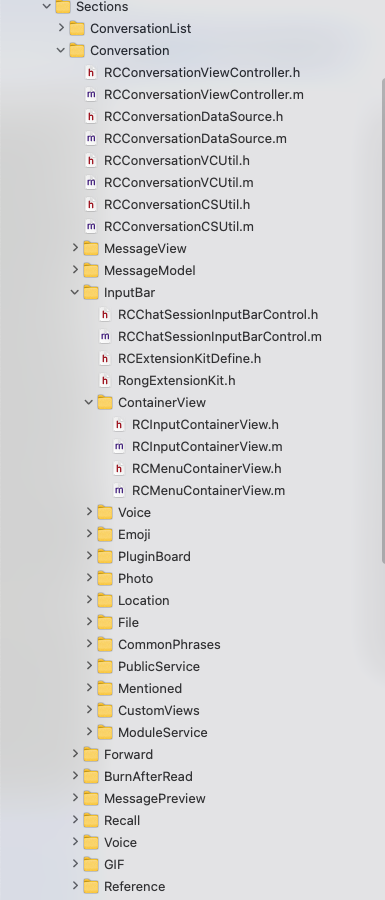 Sections
ConversationList
Conversation
h RCConversationViewController.h
m RCConversationViewController.m
h RCConversationDataSource.h
m RCConversationDataSource.m
h RCConversationVCUtil.h
m RCConversationVCUtil.m
h RCConversationCSUtil.h
m RCConversationCSUtil.m
MessageView
MessageModel
InputBar
h RCChatSessionInputBarControl.h
m RCChatSessionInputBarControl.m
h RCExtensionKitDefine.h
h RongExtensionKit.h
ContainerView
h RCInputContainerView.h
m RCInputContainerView.m
h RCMenuContainerView.h
m RCMenuContainerView.m
Voice
Emoji
PluginBoard
Photo
Location
File
CommonPhrases
PublicService
Mentioned
CustomViews
ModuleService
Forward
BurnAfterRead
MessagePreview
Recall
Voice
GIF
Reference